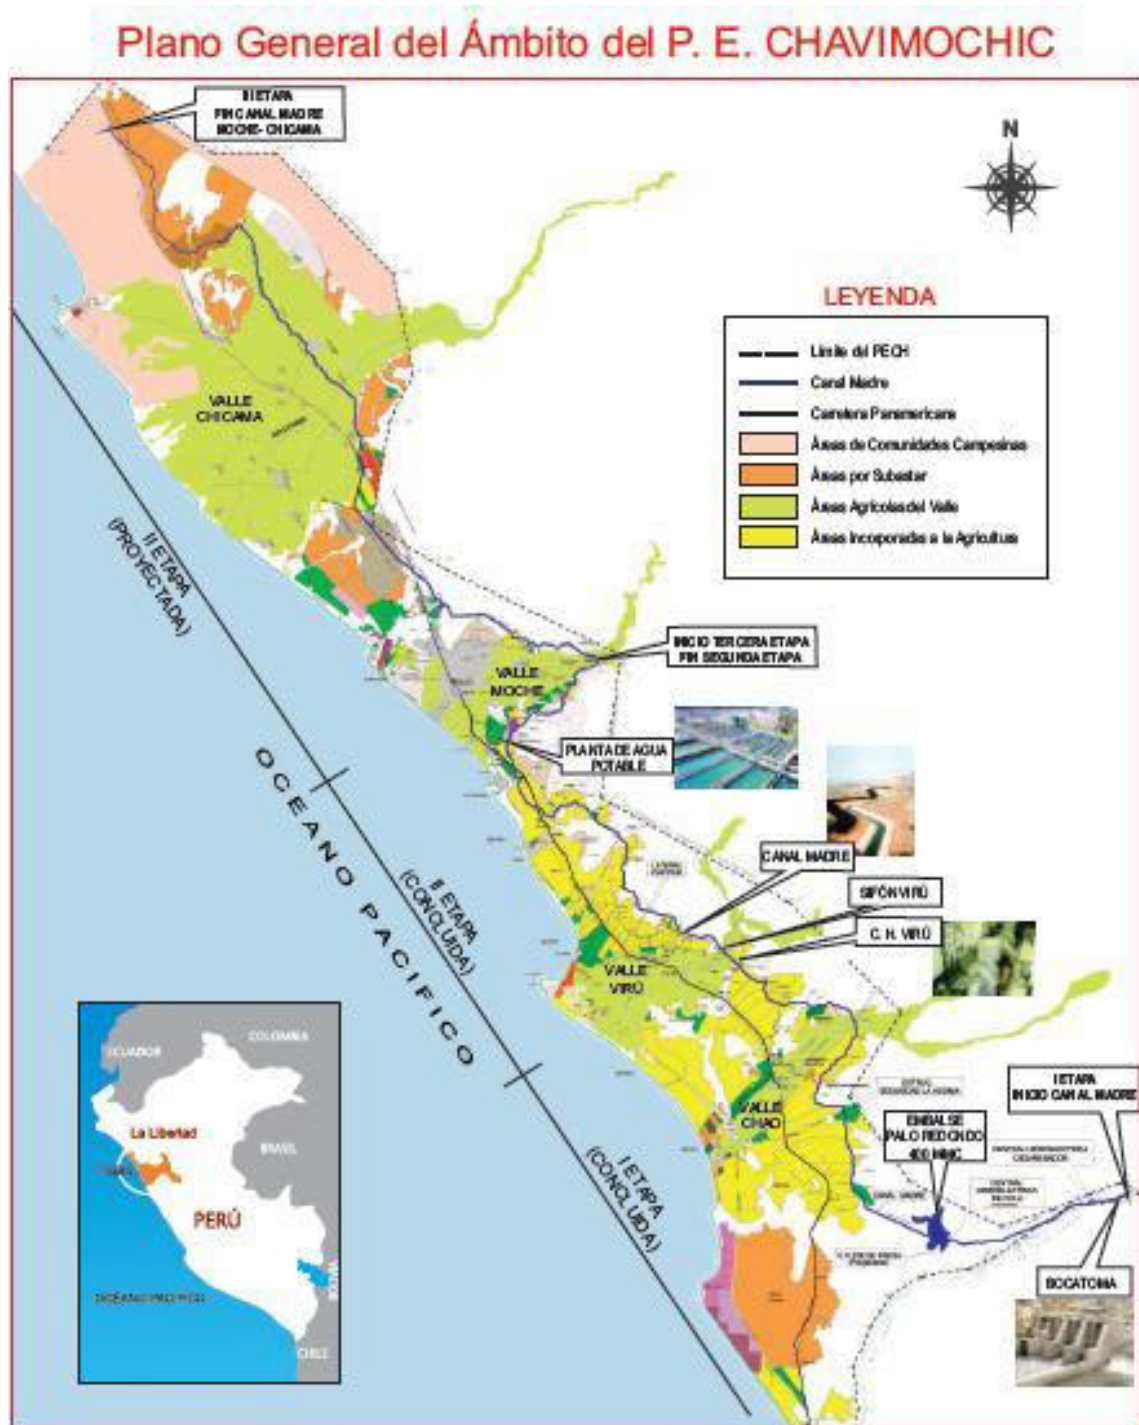 Plano General del Ámbito del P. E. CHAVIMOCHIC
III ETAPA
FIN CANAL MADRE
MOCHE- CHICAMA
N
LEYENDA
Límite del PECH
Canal Madre
Carretera Panamericana
Áreas de Comunidades Campesinas
Áreas por Subastar
Áreas Agrícolas del Valle
Áreas Incorporadas a la Agricultura
VALLE
CHICAMA
II ETAPA
(PROYECTADA)
INICIO TERCERA ETAPA
FIN SEGUNDA ETAPA
VALLE
MOCHE
PLANTA DE AGUA
POTABLE
OCEANO PACIFICO
CANAL MADRE
SIFÓN VIRÚ
C. H. VIRÚ
II ETAPA
(CONCLUIDA)
VALLE
VIRÚ
I ETAPA
INICIO CANAL MADRE
EMBALSE
PALO REDONDO
400 MMC
VALLE
CHAO
CANAL MADRE
I ETAPA
(CONCLUIDA)
BOCATOMA
ECUADOR
COLOMBIA
La Libertad
BRASIL
PERÚ
OCÉANO PACIFICO
CHILE